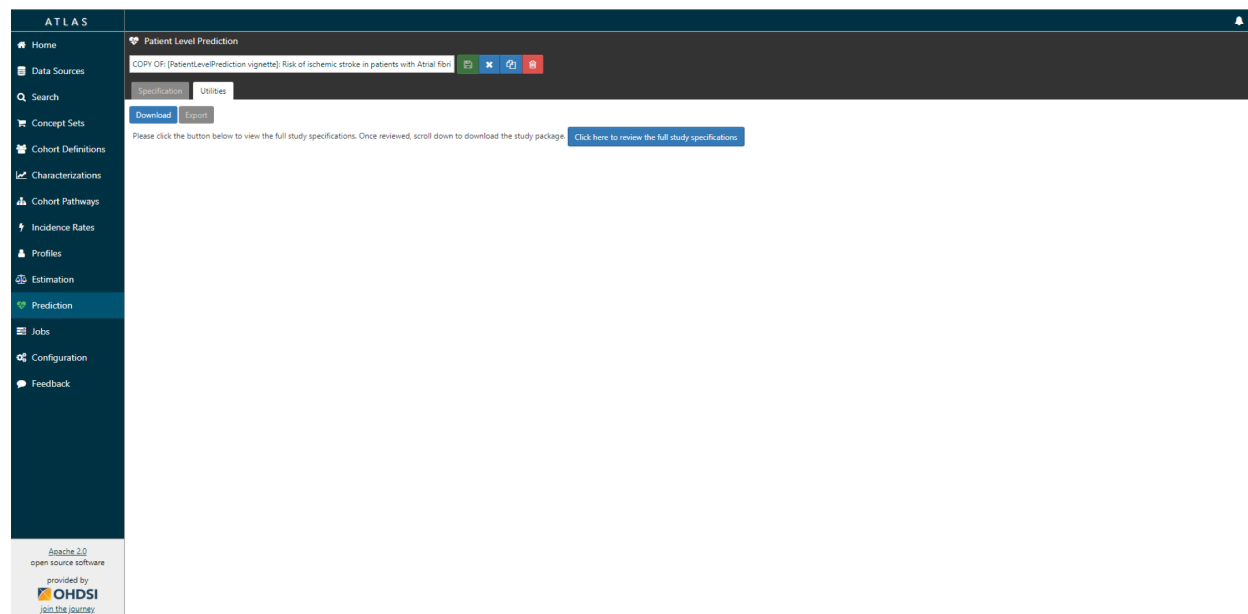 ATLAS
Home
Data Sources
Search
Concept Sets
Cohort Definitions
Characterizations
Cohort Pathways
Incidence Rates
Profiles
Estimation
Prediction
Jobs
Configuration
Feedback
Apache 2.0
open source software
provided by
OHDSI
join the journey
Patient Level Prediction
COPY OF: [PatientLevelPrediction vignette]: Risk of ischemic stroke in patients with Atrial fibri
Specification Utilities
Download Export
Please click the button below to view the full study specifications. Once reviewed, scroll down to download the study package. Click here to review the full study specifications